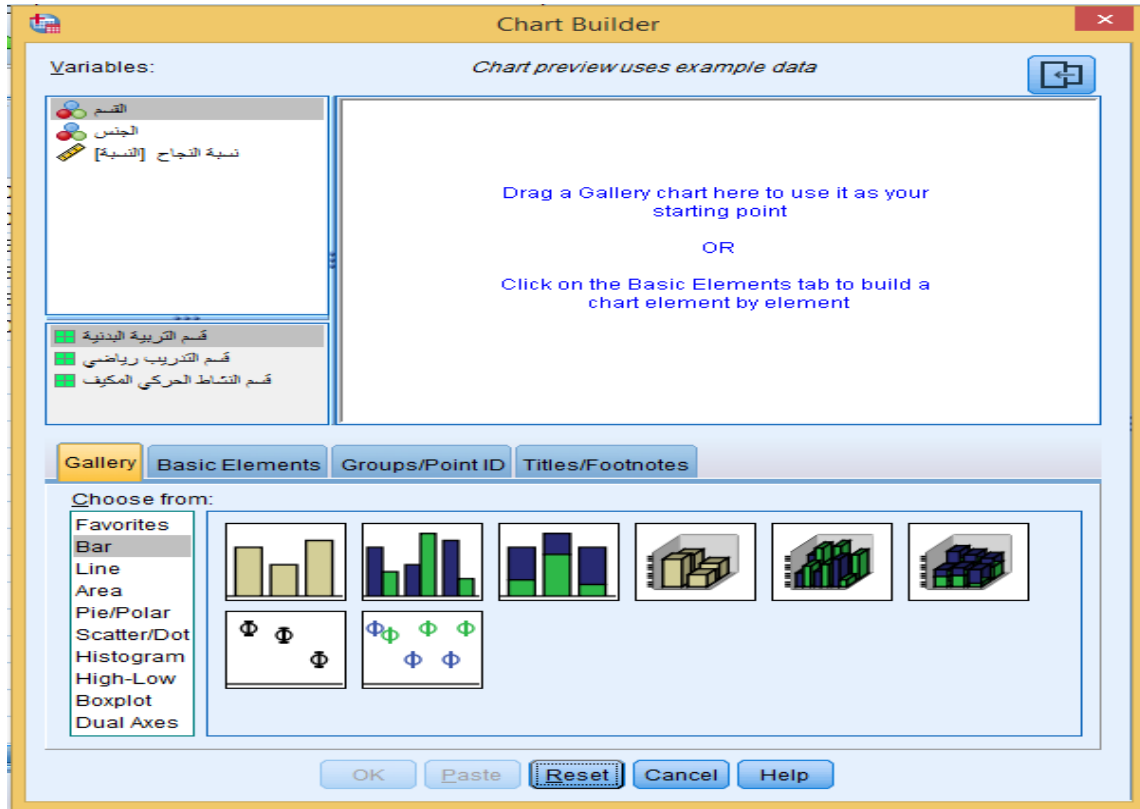 Chart Builder
Variables:
Chart preview uses example data
القسم
الجنس
نسبة النجاح [النسبة]
Drag a Gallery chart here to use it as your
starting point
OR
Click on the Basic Elements tab to build a
chart element by element
قسم التربية البدنية
قسم التدريب رياضي
قسم النشاط الحركي المكيف
Gallery Basic Elements Groups/Point ID Titles/Footnotes
Choose from:
Favorites
Bar
Line
Area
Pie/Polar
Scatter/Dot
Histogram
High-Low
Boxplot
Dual Axes
OK Paste Reset Cancel Help